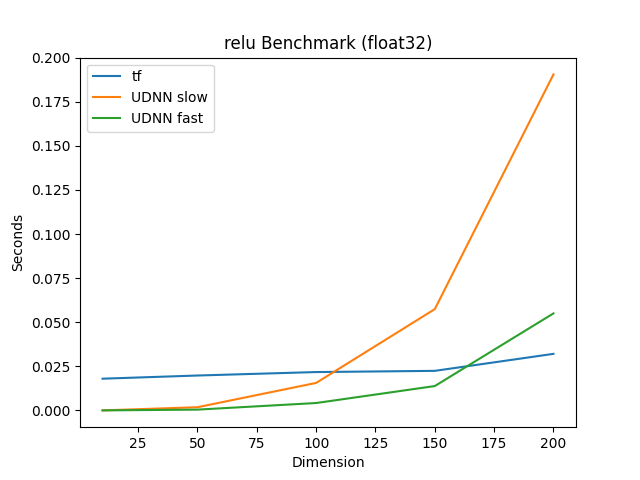 relu Benchmark (float32)
tf
UDNN slow
UDNN fast
0.200
0.175
0.150
0.125
0.100
0.075
0.050
0.025
0.000
Seconds
25 50 75 100 125 150 175 200
Dimension